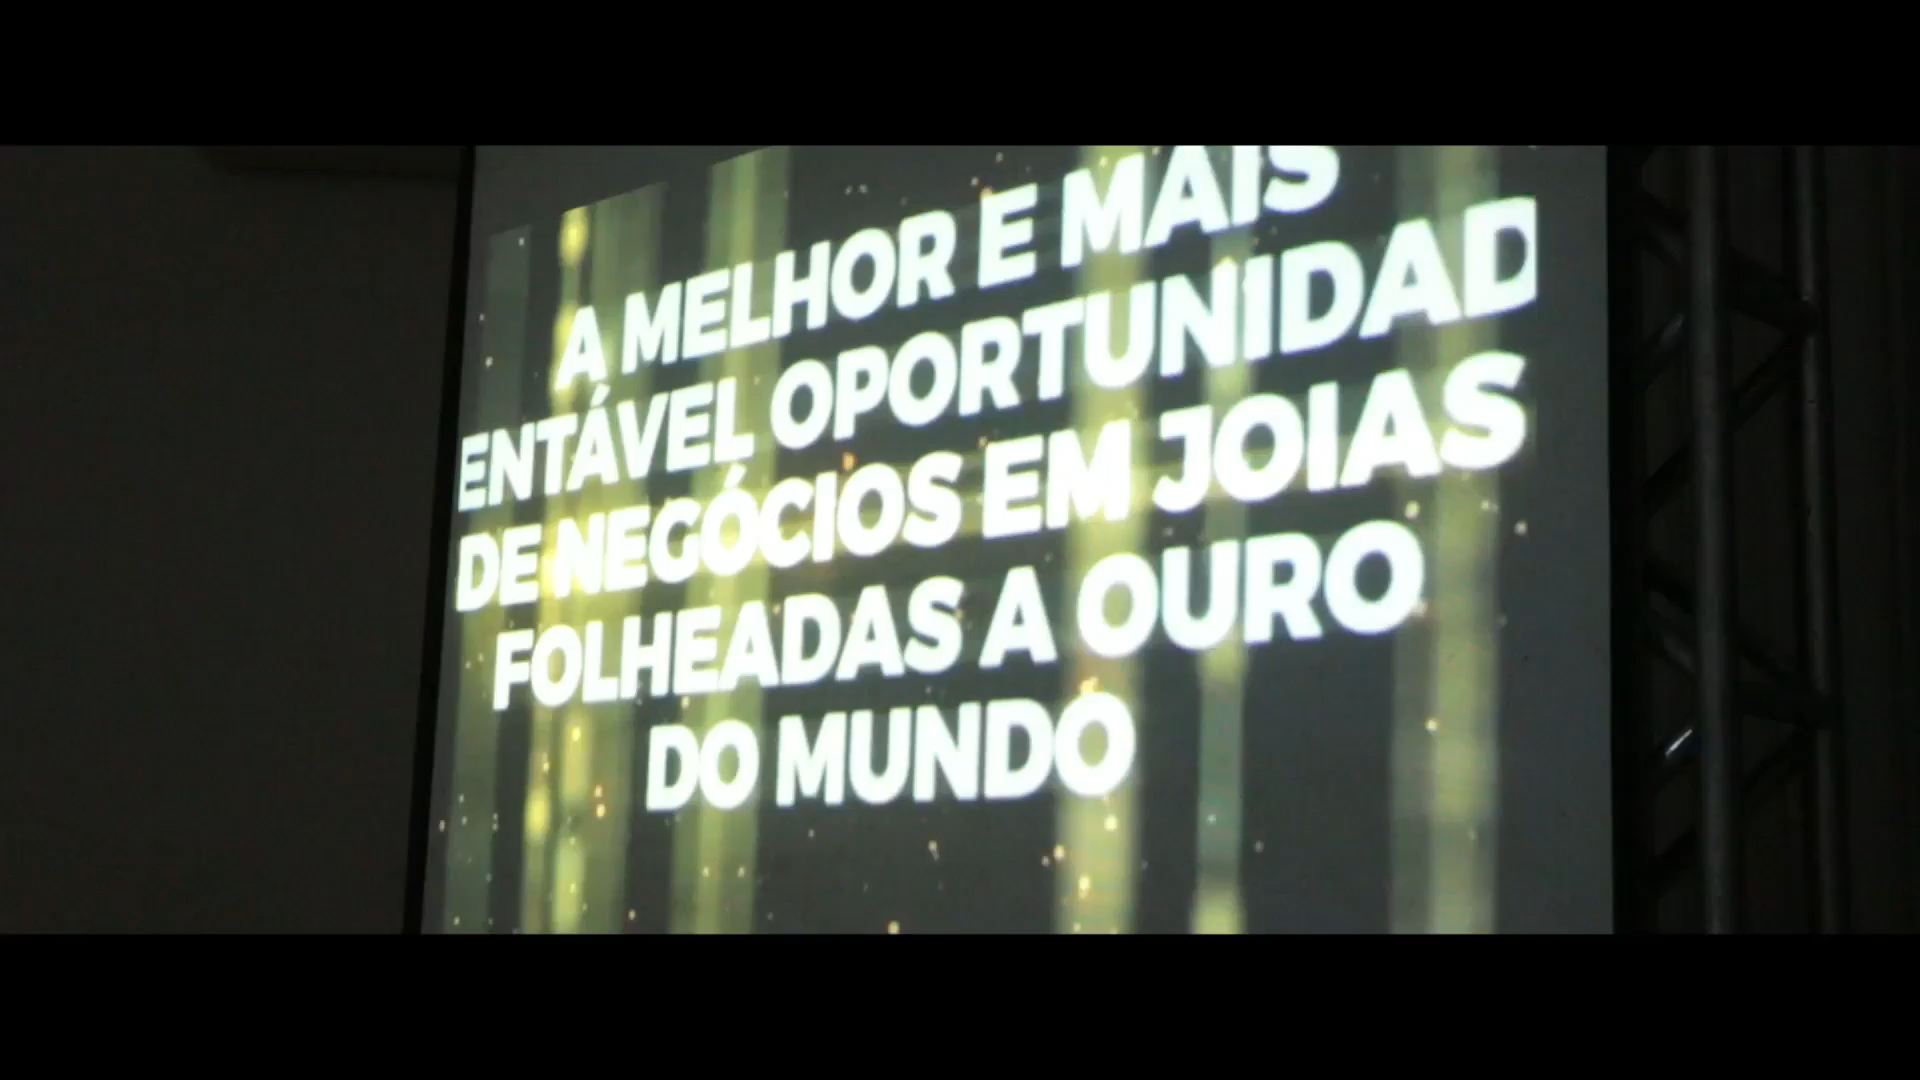 A MELHOR E MAIS
ENTÁVEL OPORTUNIDAD
DE NEGÓCIOS EM JOIAS
FOLHEADAS A OURO
DO MUNDO